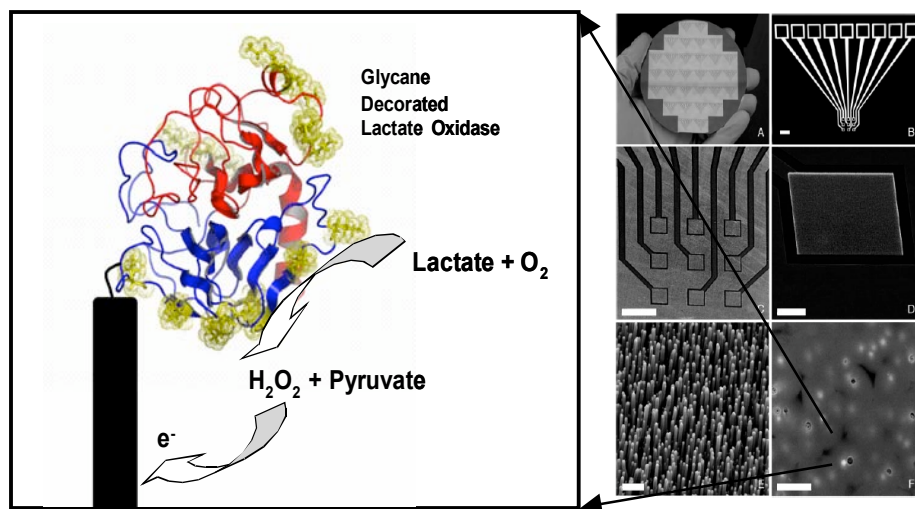 Glycane
Decorated
Lactate Oxidase
Lactate + O₂
H₂O₂ + Pyruvate
e⁻
A
B
C
D
E
F